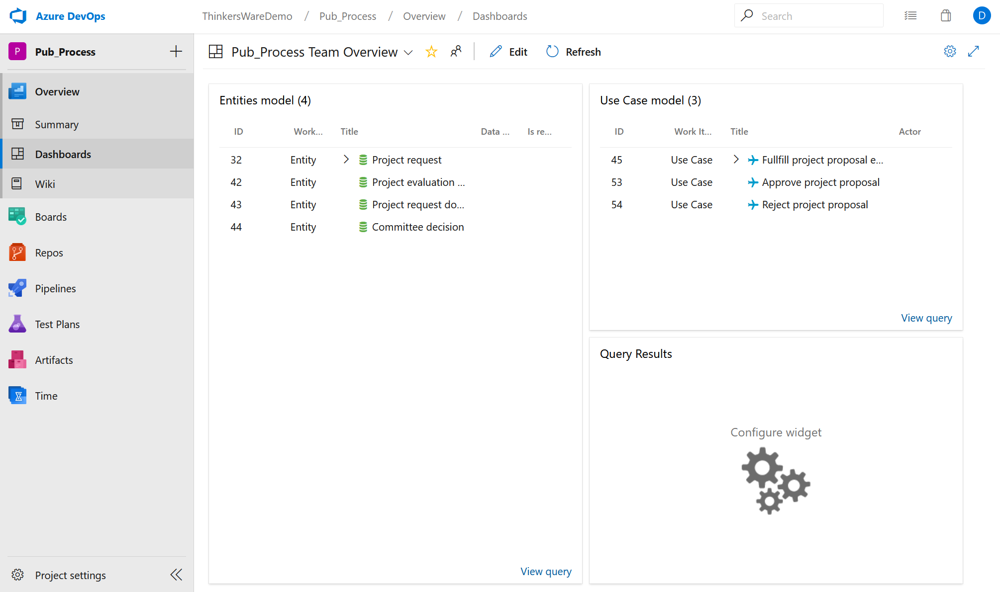 Azure DevOps
ThinkersWareDemo / Pub_Process / Overview / Dashboards
Search
D
P
Pub_Process
Overview
Summary
Dashboards
Wiki
Boards
Repos
Pipelines
Test Plans
Artifacts
Time
Project settings
Pub_Process Team Overview
Edit
Refresh
Entities model (4)
ID Work... Title Data ... Is re...
32 Entity Project request
42 Entity Project evaluation ...
43 Entity Project request do...
44 Entity Committee decision
View query
Use Case model (3)
ID Work It... Title Actor
45 Use Case Fullfill project proposal e...
53 Use Case Approve project proposal
54 Use Case Reject project proposal
View query
Query Results
Configure widget